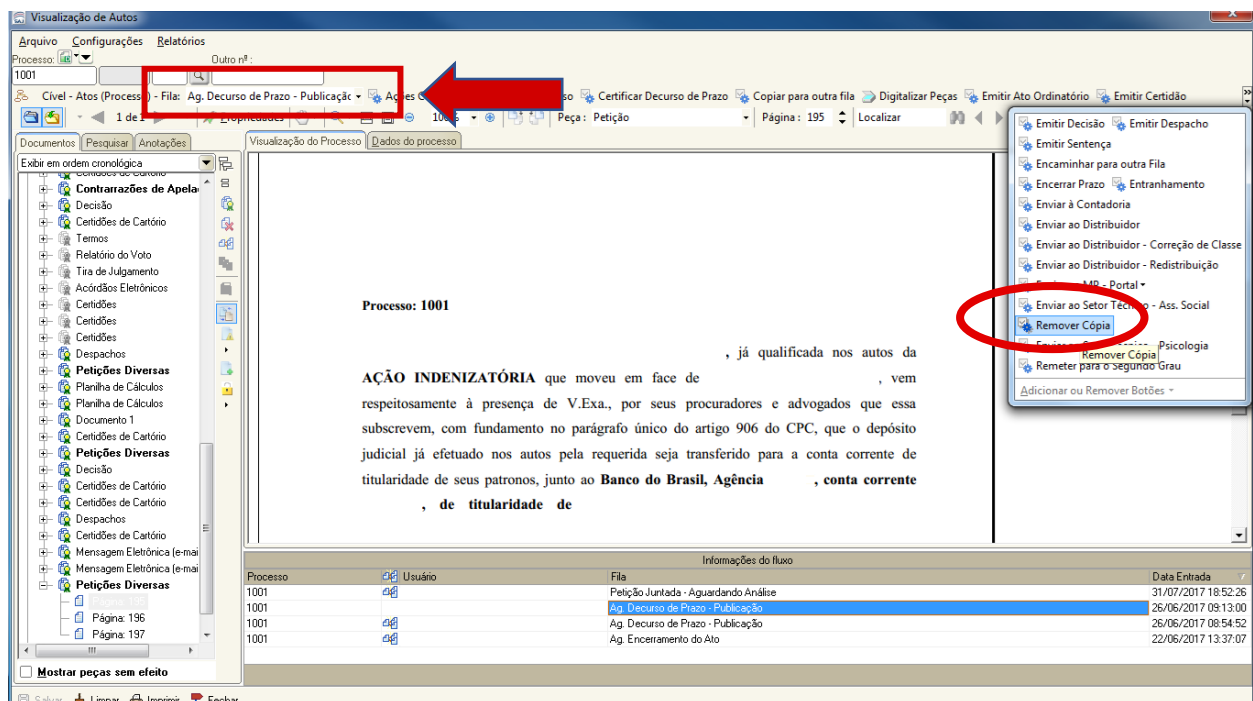 Visualização de Autos
Arquivo Configurações Relatórios
Processo: Outro nº :
1001
Cível - Atos (Processo) - Fila: Ag. Decurso de Prazo - Publicaçãc Ações Certificar Decurso de Prazo Copiar para outra fila Digitalizar Peças Emitir Ato Ordinatório Emitir Certidão
1 de Peça: Petição Página: 195 Localizar
Documentos Pesquisar Anotações
Visualização do Processo Dados do processo
Exibir em ordem cronológica
Certidões de Cartório
Contrarrazões de Apela
Decisão
Certidões de Cartório
Termos
Relatório do Voto
Tira de Julgamento
Acórdãos Eletrônicos
Certidões
Certidões
Certidões
Despachos
Petições Diversas
Planilha de Cálculos
Planilha de Cálculos
Documento 1
Certidões de Cartório
Petições Diversas
Decisão
Certidões de Cartório
Certidões de Cartório
Despachos
Certidões de Cartório
Mensagem Eletrônica (e-mai
Mensagem Eletrônica (e-mai
Petições Diversas
Página: 195
Página: 196
Página: 197
Mostrar peças sem efeito
Processo: 1001
, já qualificada nos autos da
AÇÃO INDENIZATÓRIA que moveu em face de , vem
respeitosamente à presença de V.Exa., por seus procuradores e advogados que essa
subscrevem, com fundamento no parágrafo único do artigo 906 do CPC, que o depósito
judicial já efetuado nos autos pela requerida seja transferido para a conta corrente de
titularidade de seus patronos, junto ao Banco do Brasil, Agência , conta corrente
, de titularidade de
Emitir Decisão Emitir Despacho
Emitir Sentença
Encaminhar para outra Fila
Encerrar Prazo Entranhamento
Enviar à Contadoria
Enviar ao Distribuidor
Enviar ao Distribuidor - Correção de Classe
Enviar ao Distribuidor - Redistribuição
MP - Portal
Enviar ao Setor Técnico - Ass. Social
Remover Cópia
Psicologia
Remover Cópia
Remeter para o Segundo Grau
Adicionar ou Remover Botões
Informações do fluxo
Processo Usuário Fila Data Entrada
1001 Petição Juntada - Aguardando Análise 31/07/2017 18:52:26
1001 Ag. Decurso de Prazo - Publicação 26/06/2017 09:13:00
1001 Ag. Decurso de Prazo - Publicação 26/06/2017 08:54:52
1001 Ag. Encerramento do Ato 22/06/2017 13:37:07
Salvar Limpar Imprimir Fechar